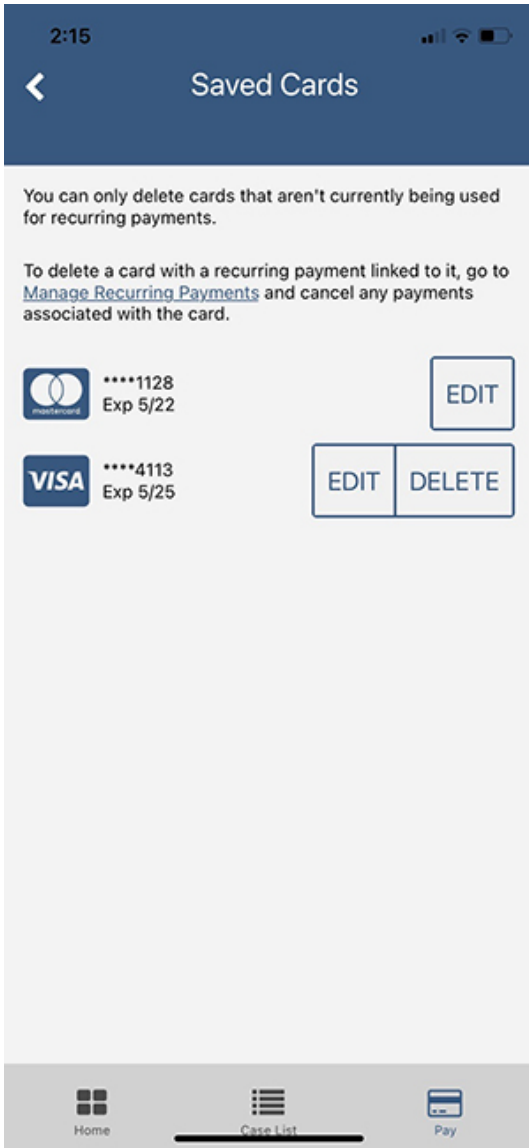 2:15
Saved Cards
You can only delete cards that aren't currently being used
for recurring payments.
To delete a card with a recurring payment linked to it, go to
Manage Recurring Payments and cancel any payments
associated with the card.
mastercard
****1128
Exp 5/22
EDIT
VISA
****4113
Exp 5/25
EDIT DELETE
Home Case List Pay